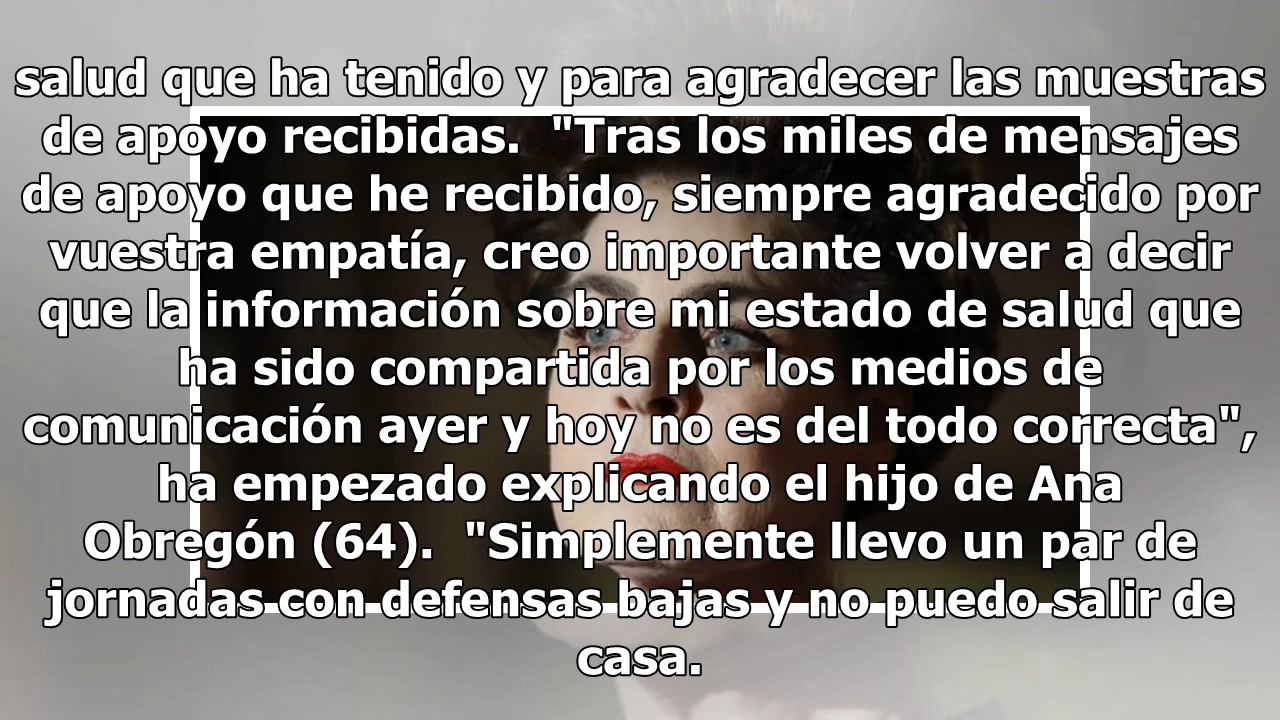 salud que ha tenido y para agradecer las muestras
de apoyo recibidas.  "Tras los miles de mensajes
de apoyo que he recibido, siempre agradecido por
vuestra empatía, creo importante volver a decir
que la información sobre mi estado de salud que
ha sido compartida por los medios de
comunicación ayer y hoy no es del todo correcta",
ha empezado explicando el hijo de Ana
Obregón (64).  "Simplemente llevo un par de
jornadas con defensas bajas y no puedo salir de
casa.